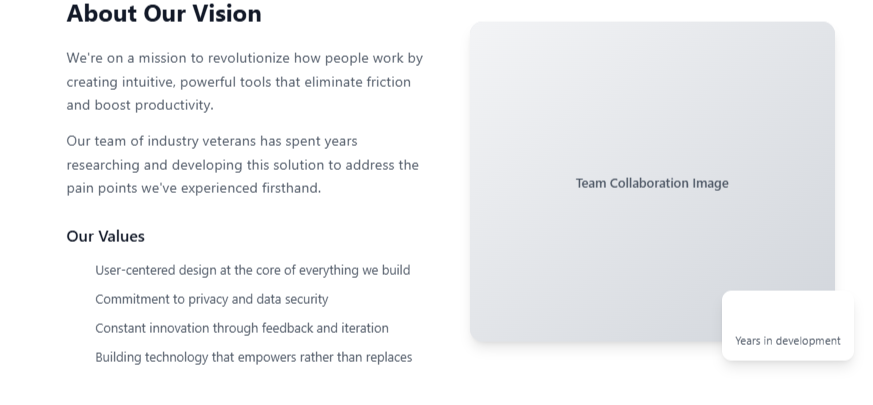 About Our Vision
We're on a mission to revolutionize how people work by
creating intuitive, powerful tools that eliminate friction
and boost productivity.
Our team of industry veterans has spent years
researching and developing this solution to address the
pain points we've experienced firsthand.
Our Values
User-centered design at the core of everything we build
Commitment to privacy and data security
Constant innovation through feedback and iteration
Building technology that empowers rather than replaces
Team Collaboration Image
Years in development